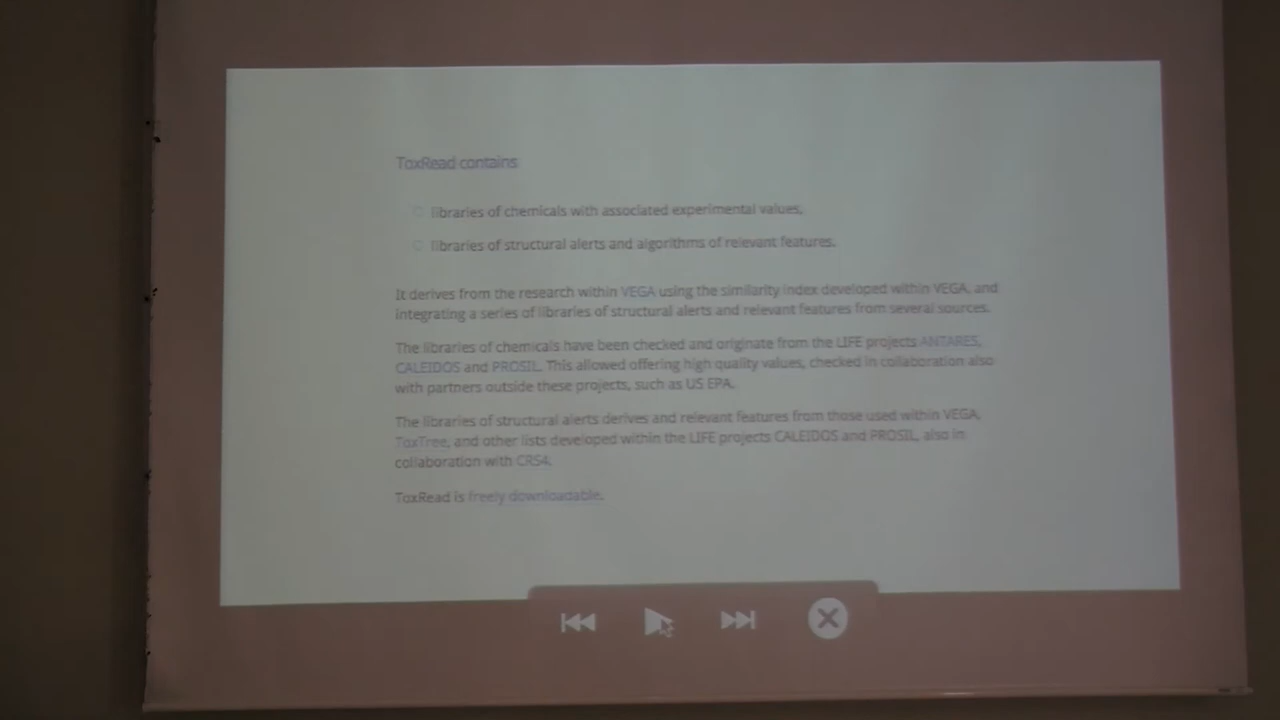 ToxRead contains
libraries of chemicals with associated experimental values,
libraries of structural alerts and algorithms of relevant features.
It derives from the research within VEGA using the similarity index developed within VEGA, and
integrating a series of libraries of structural alerts and relevant features from several sources.
The libraries of chemicals have been checked and originate from the LIFE projects ANTARES,
CALEIDOS and PROSIL. This allowed offering high quality values, checked in collaboration also
with partners outside these projects, such as US EPA.
The libraries of structural alerts derives and relevant features from those used within VEGA,
ToxTree, and other lists developed within the LIFE projects CALEIDOS and PROSIL, also in
collaboration with CRS4.
ToxRead is freely downloadable.